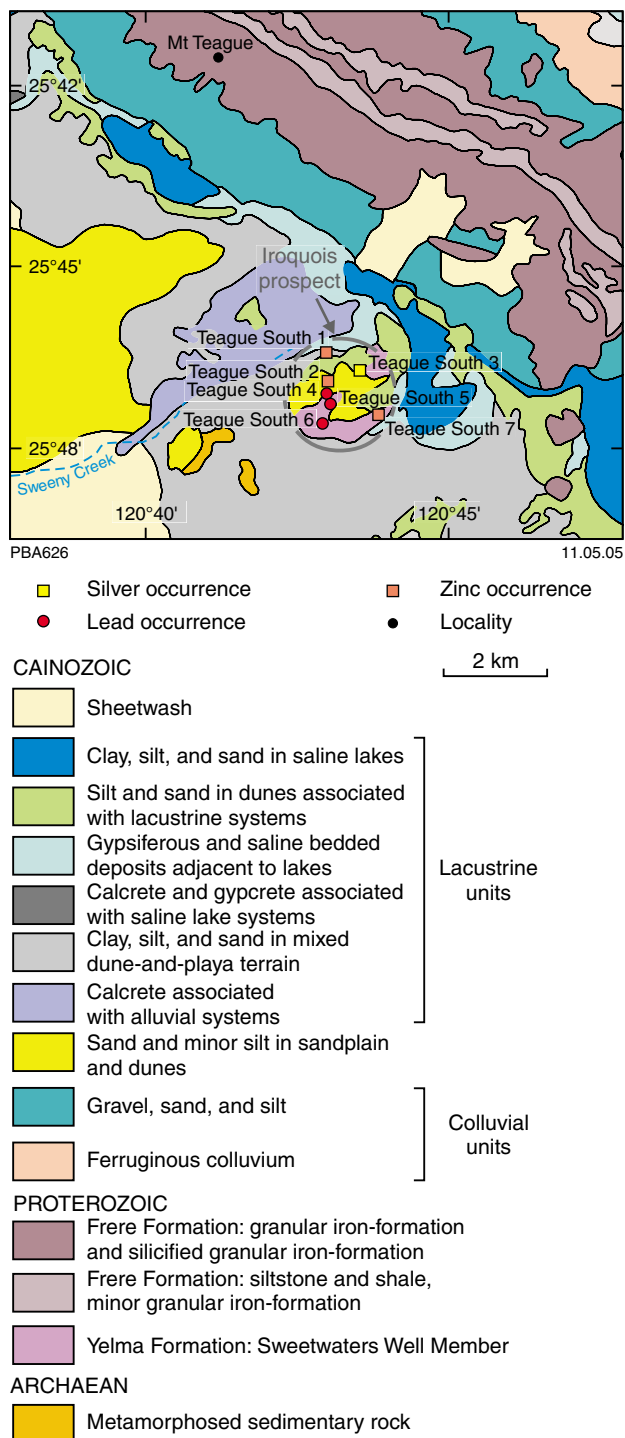 Mt Teague
25°42'
25°45'
Iroquois
prospect
Teague South 1
Teague South 3
Teague South 2
Teague South 4
Teague South 5
Teague South 6
Teague South 7
25°48'
Sweeny Creek
120°40'
120°45'
PBA626
11.05.05
Silver occurrence
Zinc occurrence
Lead occurrence
Locality
2 km
CAINOZOIC
Sheetwash
Clay, silt, and sand in saline lakes
Silt and sand in dunes associated
with lacustrine systems
Gypsiferous and saline bedded
deposits adjacent to lakes
Calcrete and gypcrete associated
with saline lake systems
Clay, silt, and sand in mixed
dune-and-playa terrain
Calcrete associated
with alluvial systems
Lacustrine
units
Sand and minor silt in sandplain
and dunes
Gravel, sand, and silt
Ferruginous colluvium
Colluvial
units
PROTEROZOIC
Frere Formation: granular iron-formation
and silicified granular iron-formation
Frere Formation: siltstone and shale,
minor granular iron-formation
Yelma Formation: Sweetwaters Well Member
ARCHAEAN
Metamorphosed sedimentary rock